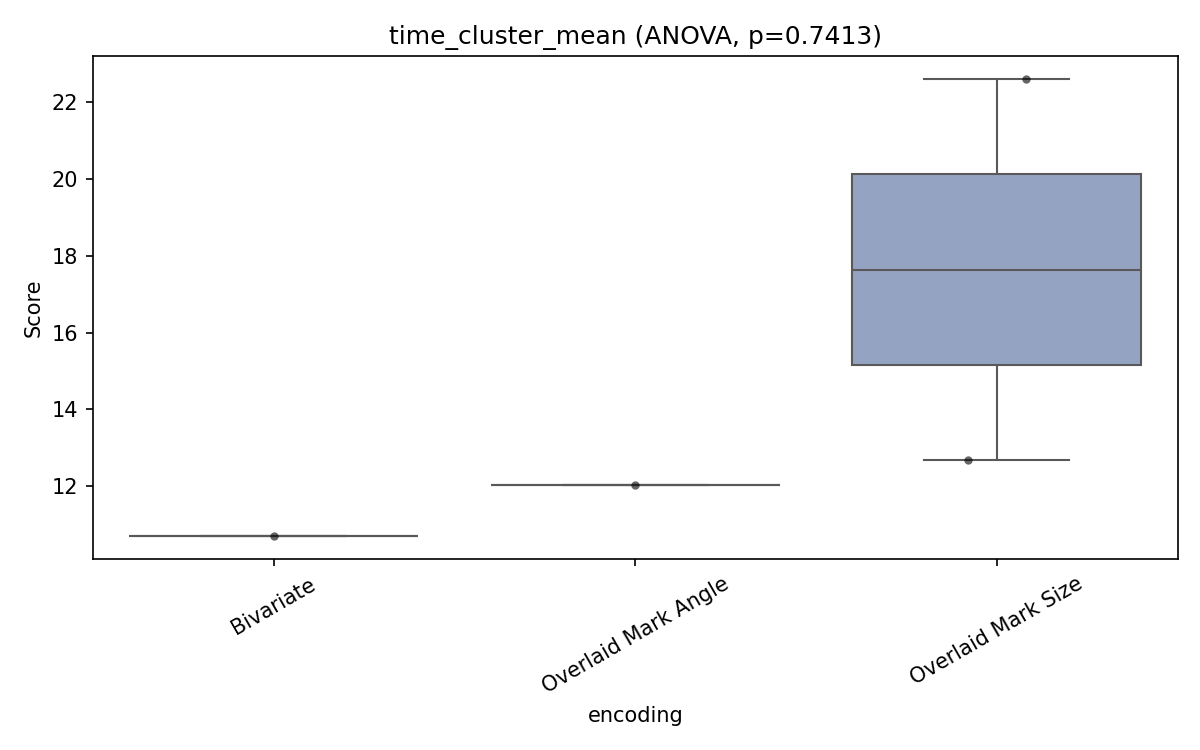 time_cluster_mean (ANOVA, p=0.7413)
Score
22
20
18
16
14
12
Bivariate
Overlaid Mark Angle
Overlaid Mark Size
encoding